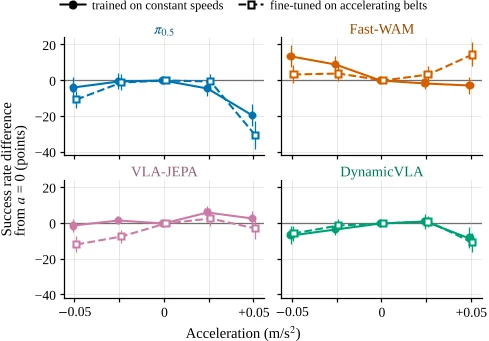 trained on constant speeds fine-tuned on accelerating belts
π0.5 Fast-WAM
20
0
−20
−40
VLA-JEPA DynamicVLA
20
0
−20
−40
Success rate difference
from a = 0 (points)
−0.05 0 +0.05 −0.05 0 +0.05
Acceleration (m/s²)